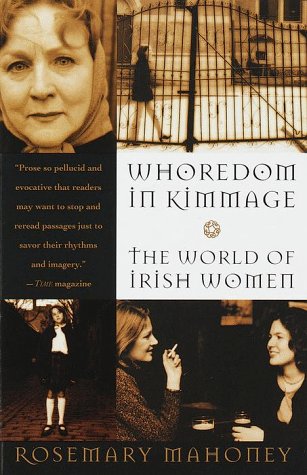 WHOREDOM
IN KIMMAGE
THE WORLD OF
IRISH WOMEN
"Prose so pellucid and
evocative that readers
may want to stop and
reread passages just to
savor their rhythms
and imagery."
—TIME magazine
ROSEMARY MAHONEY